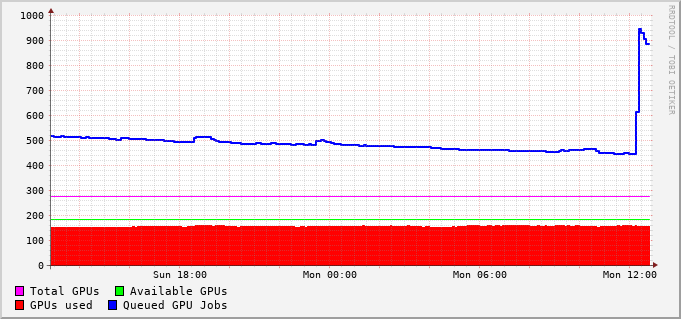 1000
900
800
700
600
500
400
300
200
100
0
Sun 18:00 Mon 00:00 Mon 06:00 Mon 12:00
Total GPUs Available GPUs
GPUs used Queued GPU Jobs
RRDTOOL / TOBI OETIKER